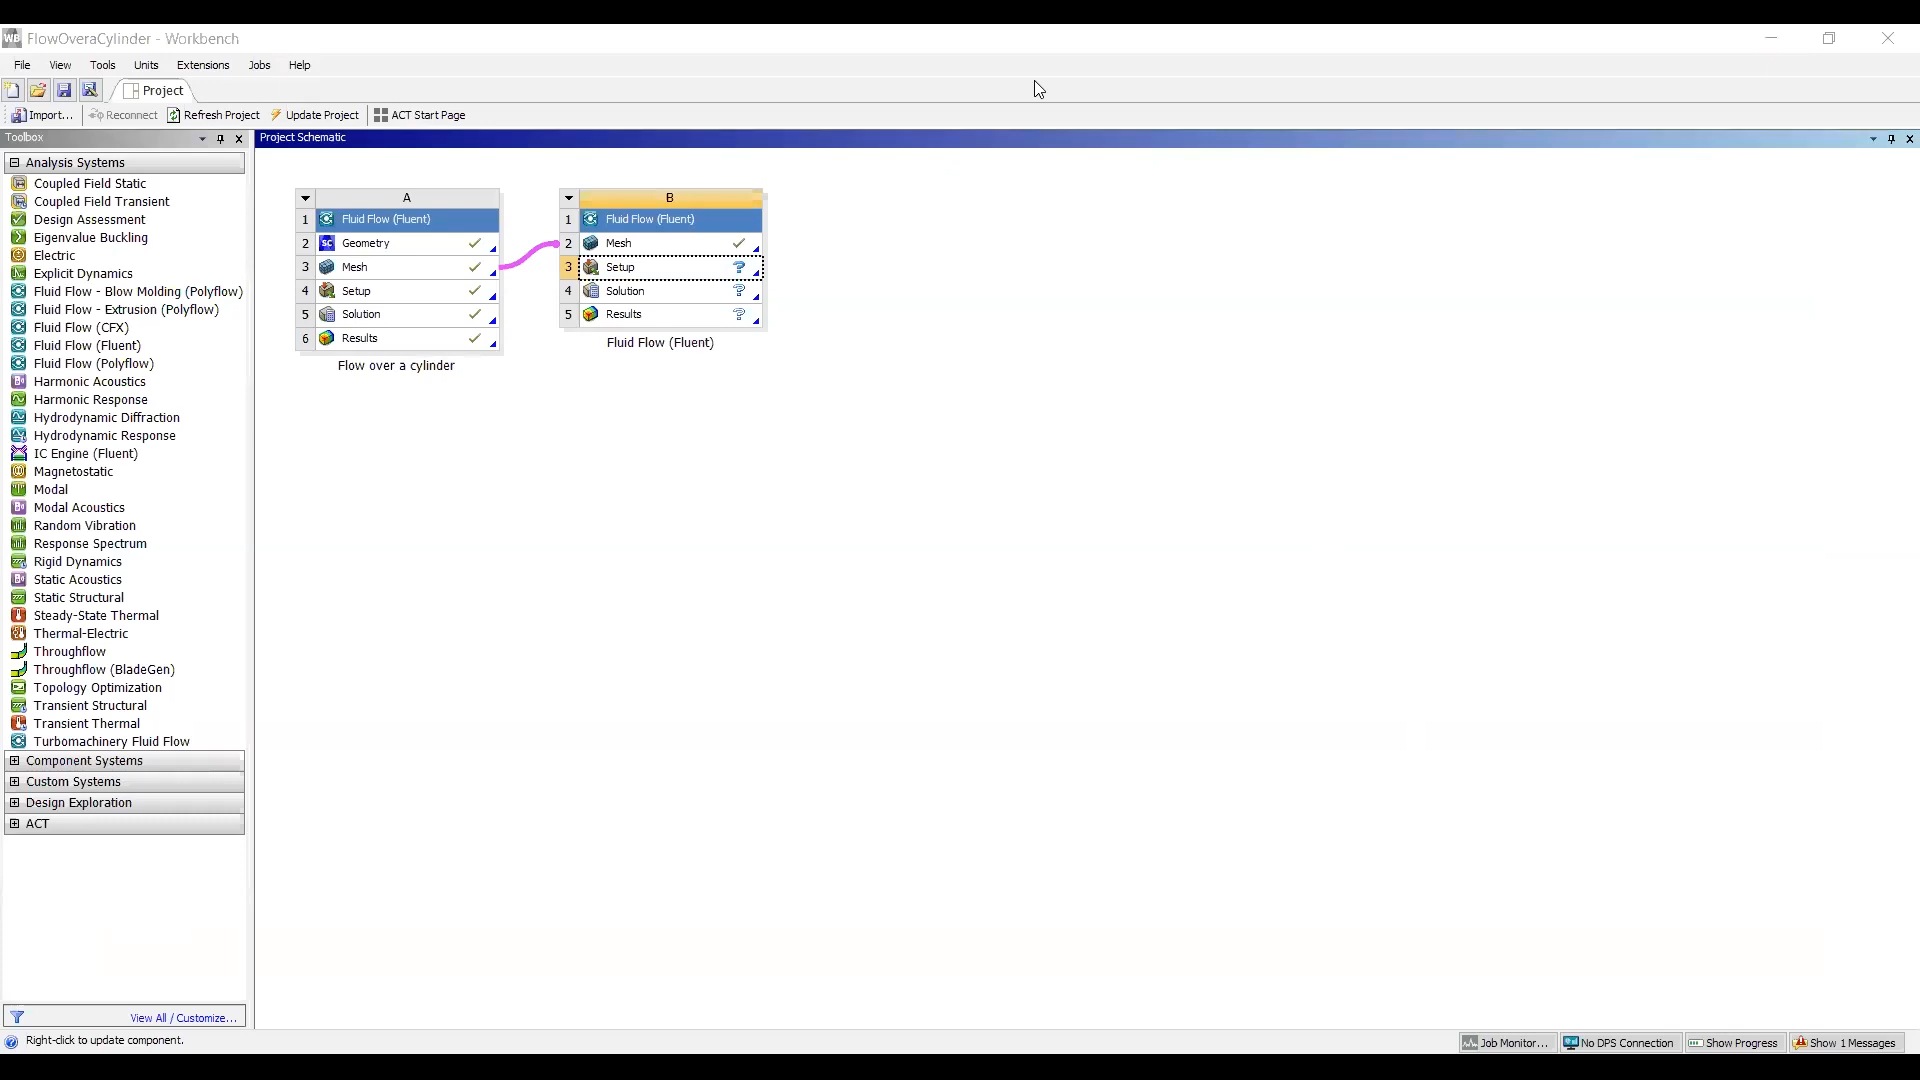 WB FlowOveraCylinder - Workbench
File View Tools Units Extensions Jobs Help
Project
Import... Reconnect Refresh Project Update Project ACT Start Page
Toolbox
Analysis Systems
Coupled Field Static
Coupled Field Transient
Design Assessment
Eigenvalue Buckling
Electric
Explicit Dynamics
Fluid Flow - Blow Molding (Polyflow)
Fluid Flow - Extrusion (Polyflow)
Fluid Flow (CFX)
Fluid Flow (Fluent)
Fluid Flow (Polyflow)
Harmonic Acoustics
Harmonic Response
Hydrodynamic Diffraction
Hydrodynamic Response
IC Engine (Fluent)
Magnetostatic
Modal
Modal Acoustics
Random Vibration
Response Spectrum
Rigid Dynamics
Static Acoustics
Static Structural
Steady-State Thermal
Thermal-Electric
Throughflow
Throughflow (BladeGen)
Topology Optimization
Transient Structural
Transient Thermal
Turbomachinery Fluid Flow
Component Systems
Custom Systems
Design Exploration
ACT
View All / Customize...
Project Schematic
A
1 Fluid Flow (Fluent)
2 SC Geometry
3 Mesh
4 Setup
5 Solution
6 Results
Flow over a cylinder
B
1 Fluid Flow (Fluent)
2 Mesh
3 Setup ?
4 Solution ?
5 Results ?
Fluid Flow (Fluent)
Right-click to update component.
Job Monitor... No DPS Connection Show Progress Show 1 Messages